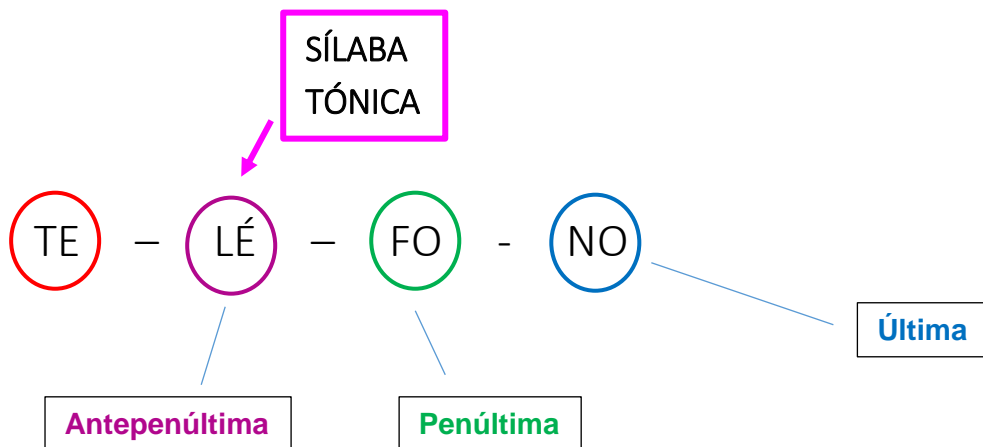 SÍLABA
TÓNICA
TE – LÉ – FO - NO
Última
Antepenúltima Penúltima